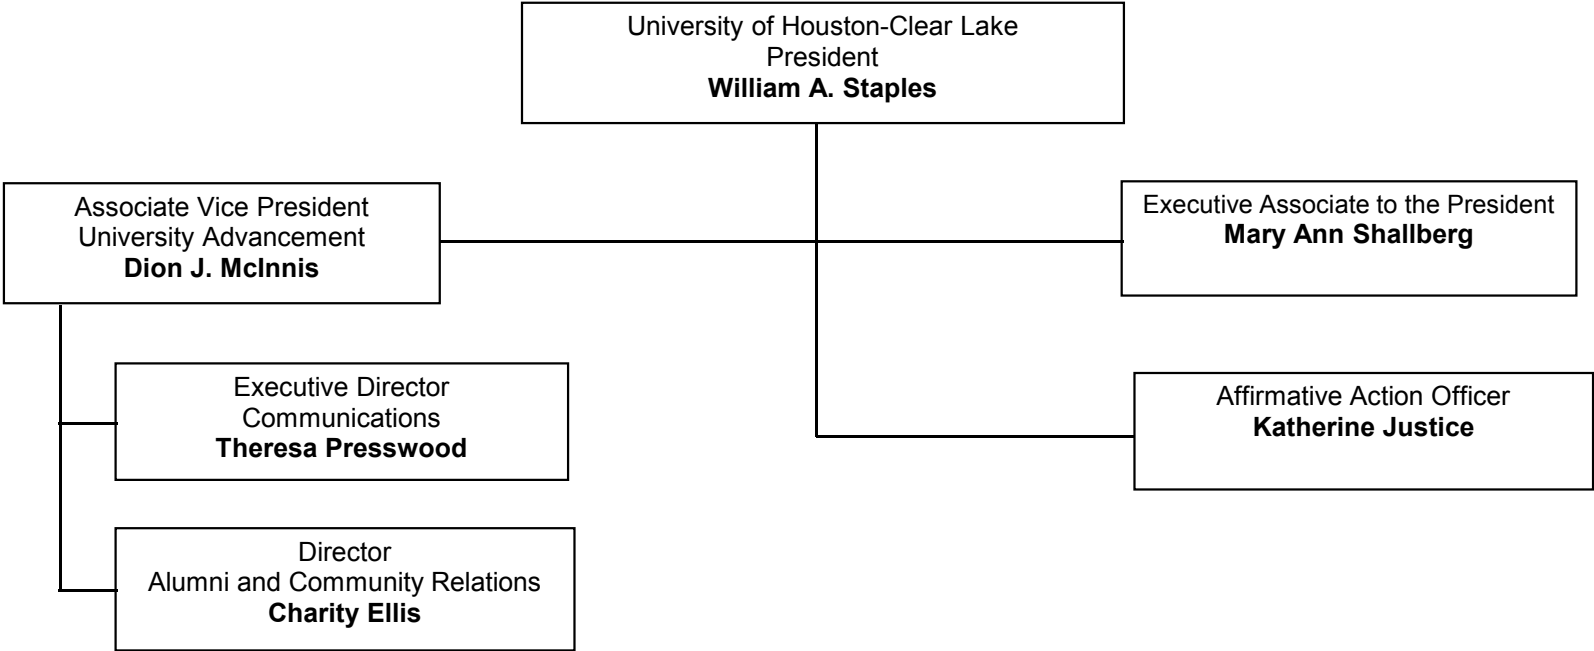 University of Houston-Clear Lake
President
William A. Staples
Associate Vice President
University Advancement
Dion J. McInnis
Executive Associate to the President
Mary Ann Shallberg
Executive Director
Communications
Theresa Presswood
Affirmative Action Officer
Katherine Justice
Director
Alumni and Community Relations
Charity Ellis